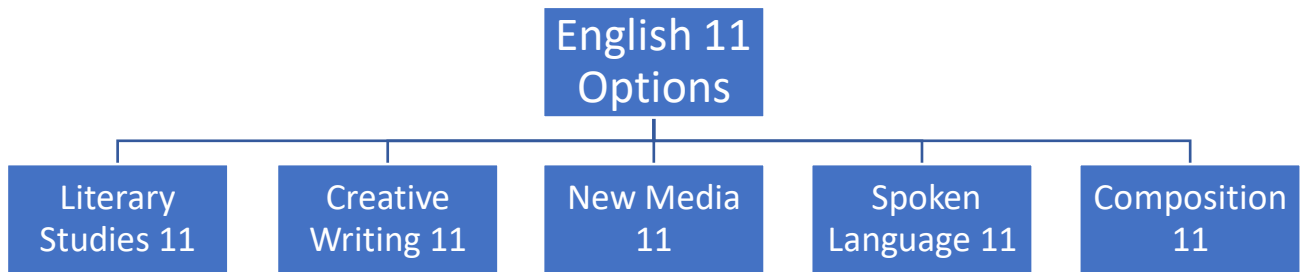 English 11
Options
Literary
Studies 11
Creative
Writing 11
New Media
11
Spoken
Language 11
Composition
11